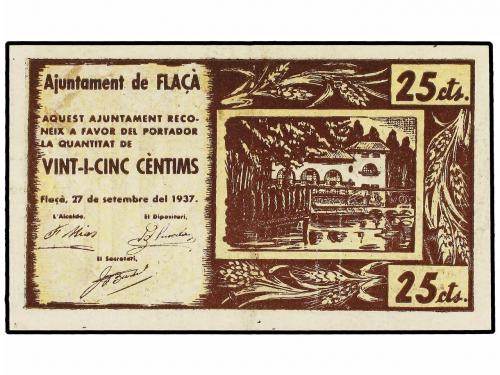 Ajuntament de FLAÇÀ
AQUEST AJUNTAMENT RECO-
NEIX A FAVOR DEL PORTADOR
LA QUANTITAT DE
VINT-I-CINC CÈNTIMS
Flaçà, 27 de setembre del 1937.
L'Alcalde, El Dipositari,
El Secretari,
25 cts.
25 cts.